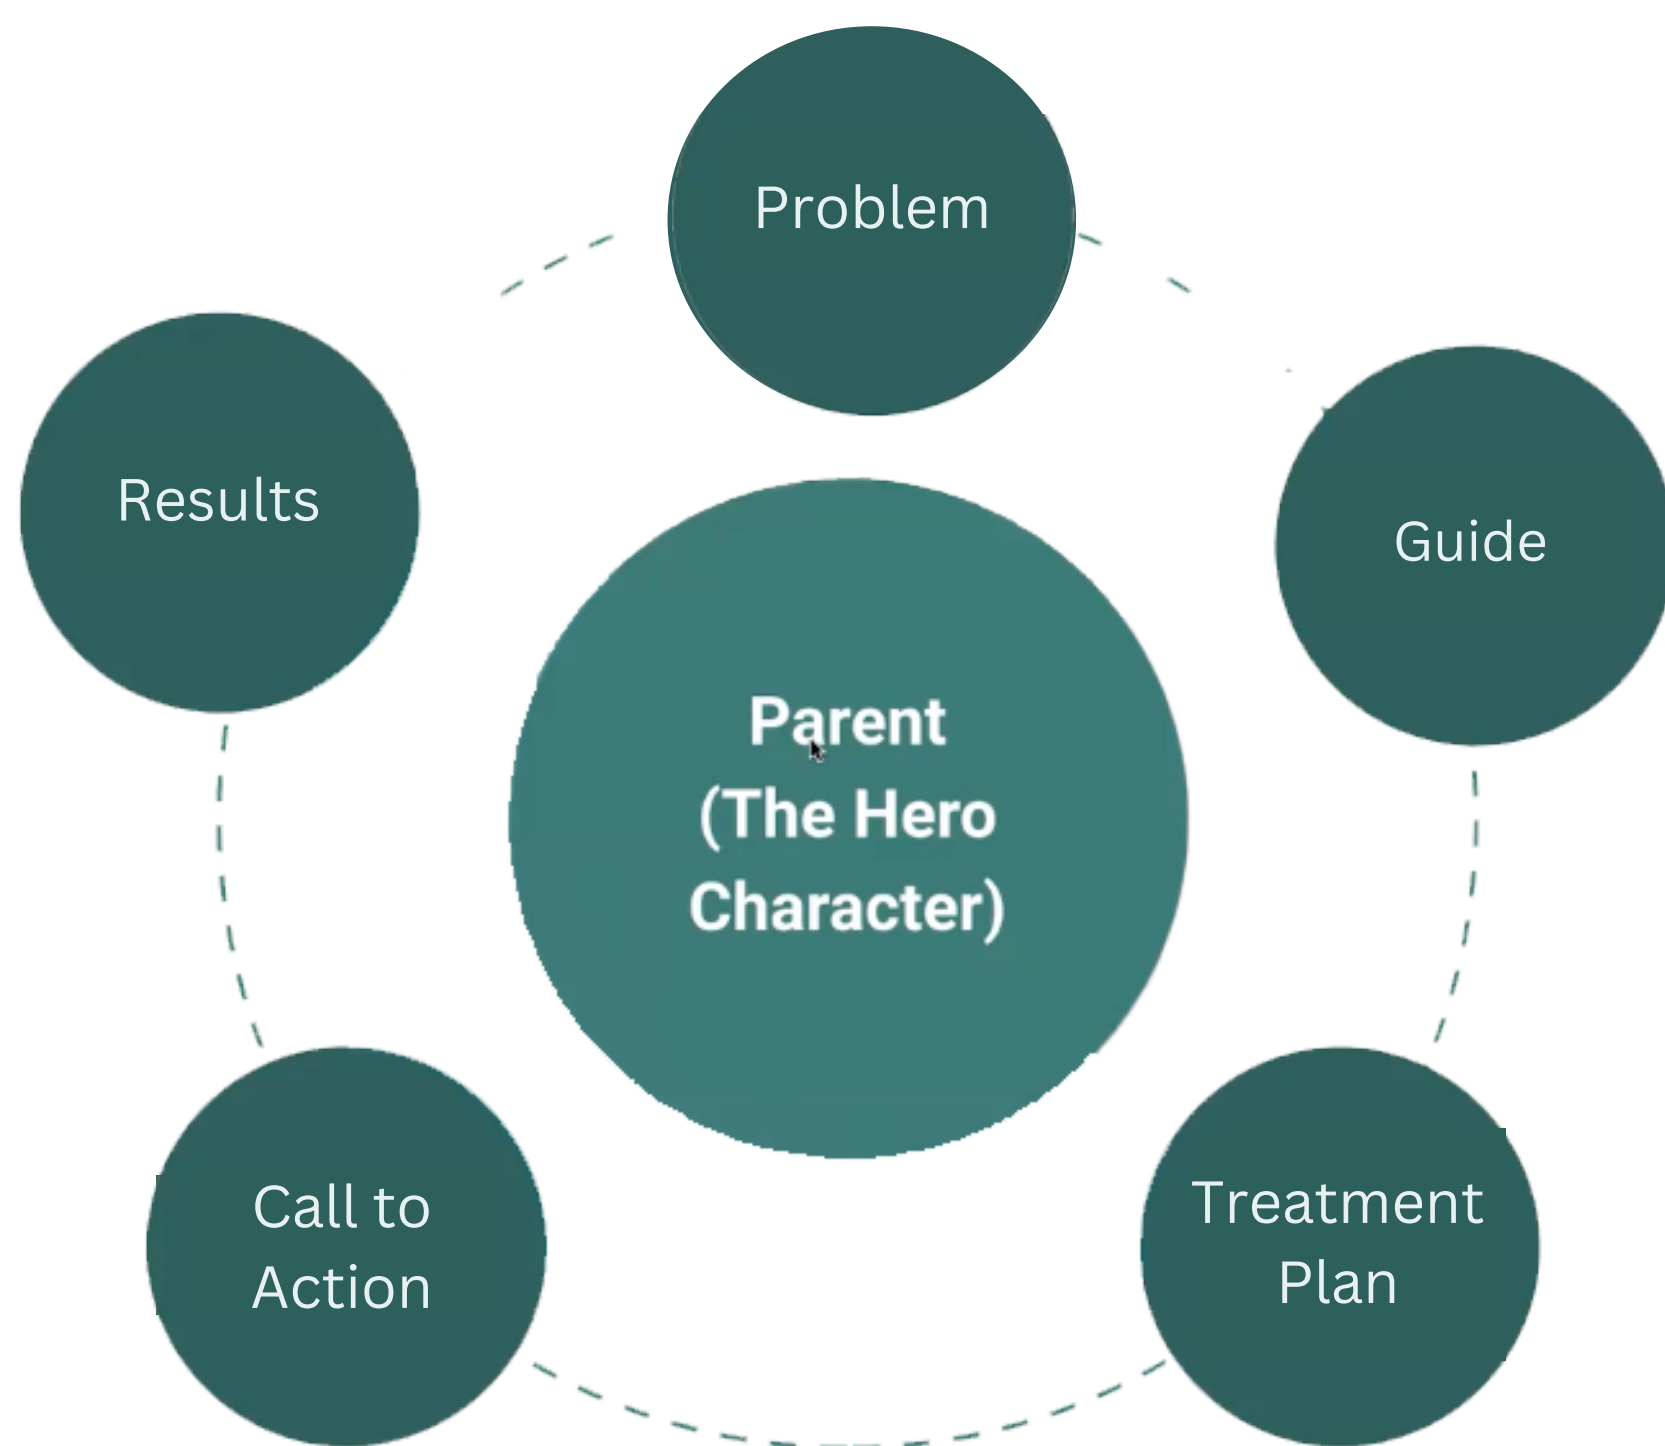 Problem
Results
Guide
Parent
(The Hero
Character)
Call to
Action
Treatment
Plan